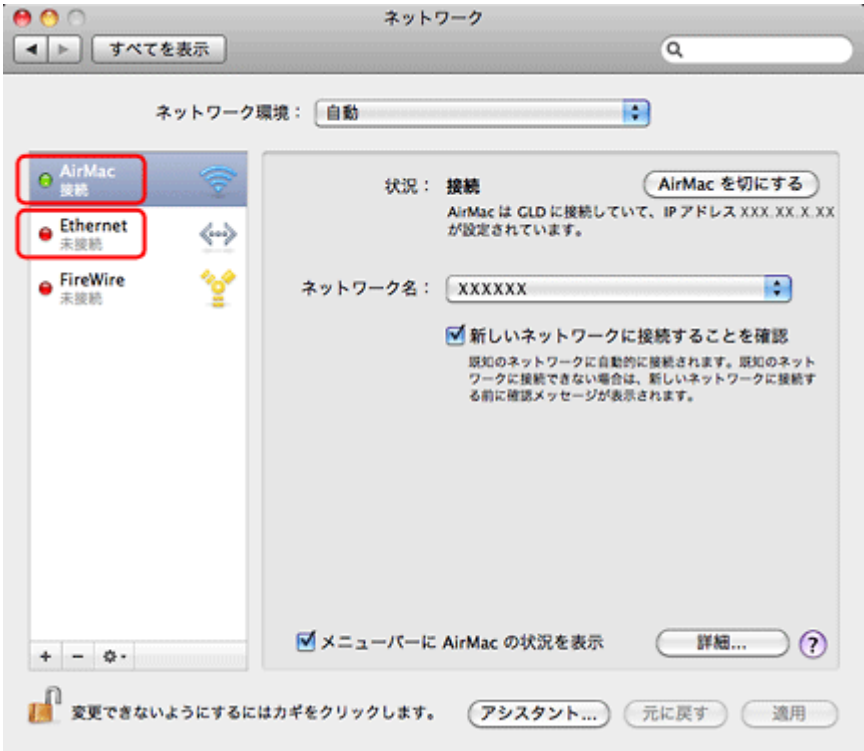 ネットワーク
すべてを表示
ネットワーク環境： 自動
AirMac
接続
Ethernet
未接続
FireWire
未接続
状況： 接続
AirMac を切にする
AirMac は GLD に接続していて、IP アドレス XXX.XX.X.XX
が設定されています。
ネットワーク名： XXXXXX
新しいネットワークに接続することを確認
既知のネットワークに自動的に接続されます。既知のネット
ワークに接続できない場合は、新しいネットワークに接続す
る前に確認メッセージが表示されます。
メニューバーに AirMac の状況を表示
詳細...
?
変更できないようにするにはカギをクリックします。
アシスタント...
元に戻す
適用